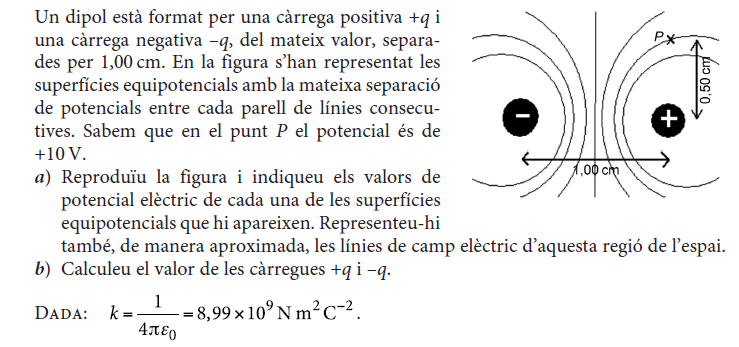 Un dipol està format per una càrrega positiva +q i
una càrrega negativa –q, del mateix valor, separa-
des per 1,00 cm. En la figura s’han representat les
superfícies equipotencials amb la mateixa separació
de potencials entre cada parell de línies consecu-
tives. Sabem que en el punt P el potencial és de
+10 V.
a) Reproduïu la figura i indiqueu els valors de
potencial elèctric de cada una de les superfícies
equipotencials que hi apareixen. Representeu-hi
també, de manera aproximada, les línies de camp elèctric d’aquesta regió de l’espai.
b) Calculeu el valor de les càrregues +q i –q.
DADA: k = 1/4πε₀ = 8,99 × 10⁹ N m² C⁻².
P
0,50 cm
–
+
1,00 cm